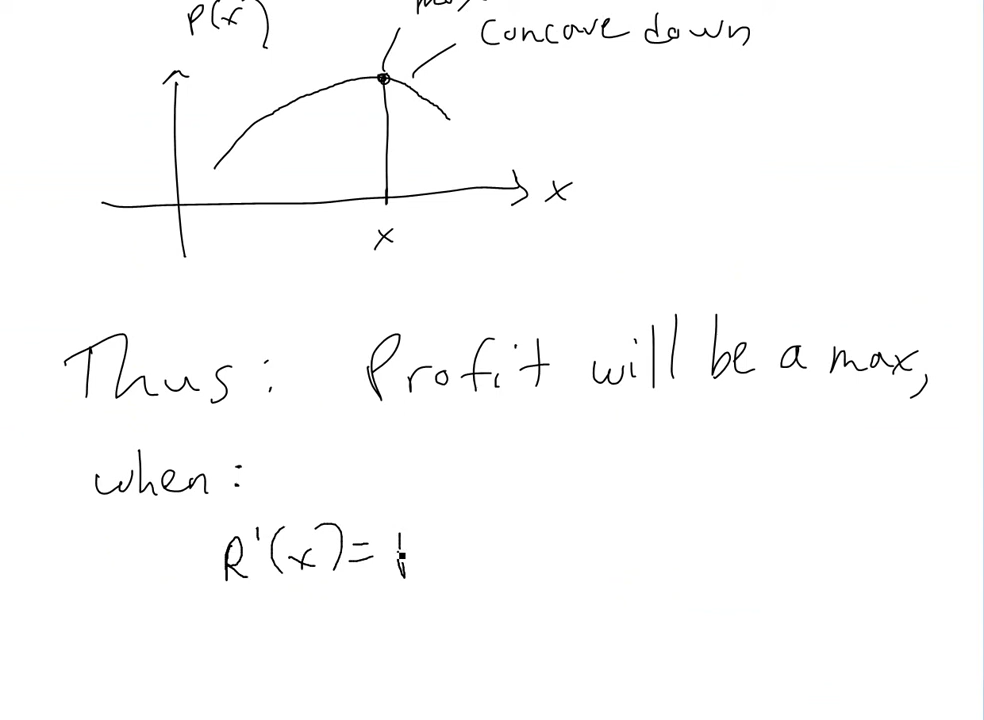 P(x)
Concave down
x
x
Thus: Profit will be a max,
when:
R'(x)=